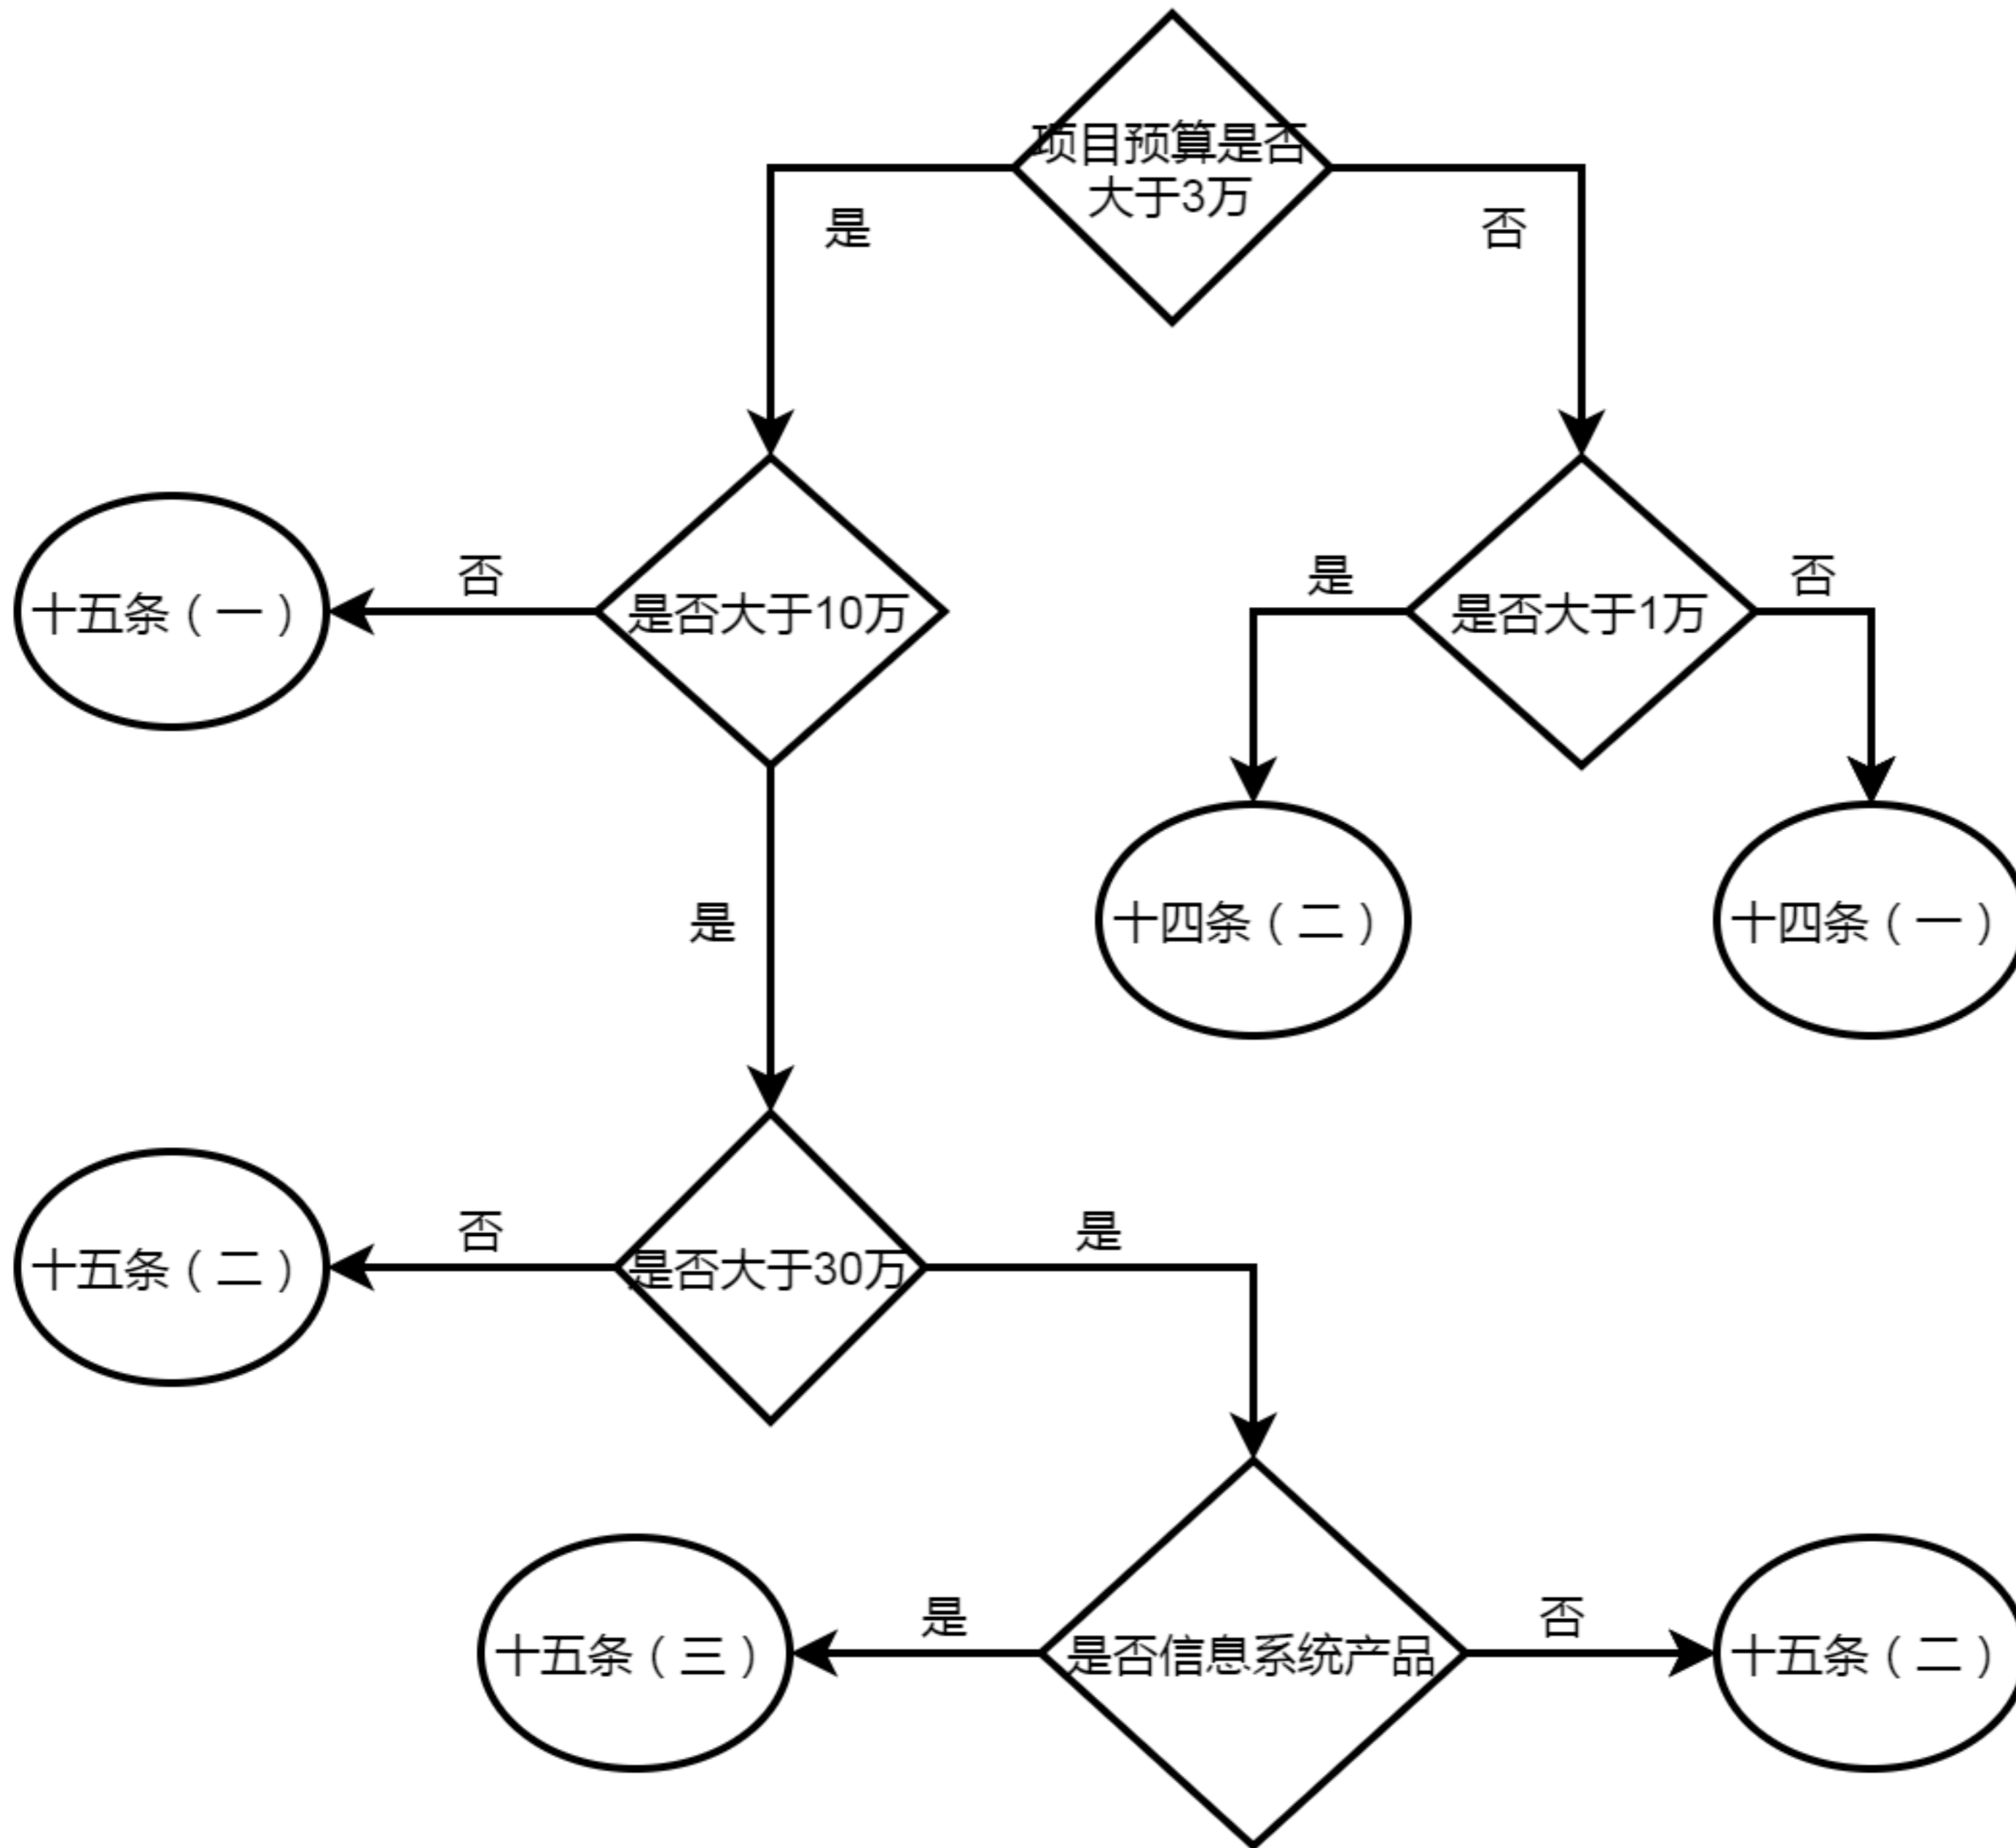 项目预算是否
大于3万
是
否
十五条（一）
否
是否大于10万
是
是否大于1万
否
是
十四条（二）
十四条（一）
十五条（二）
否
是否大于30万
是
十五条（三）
是
是否信息系统产品
否
十五条（二）